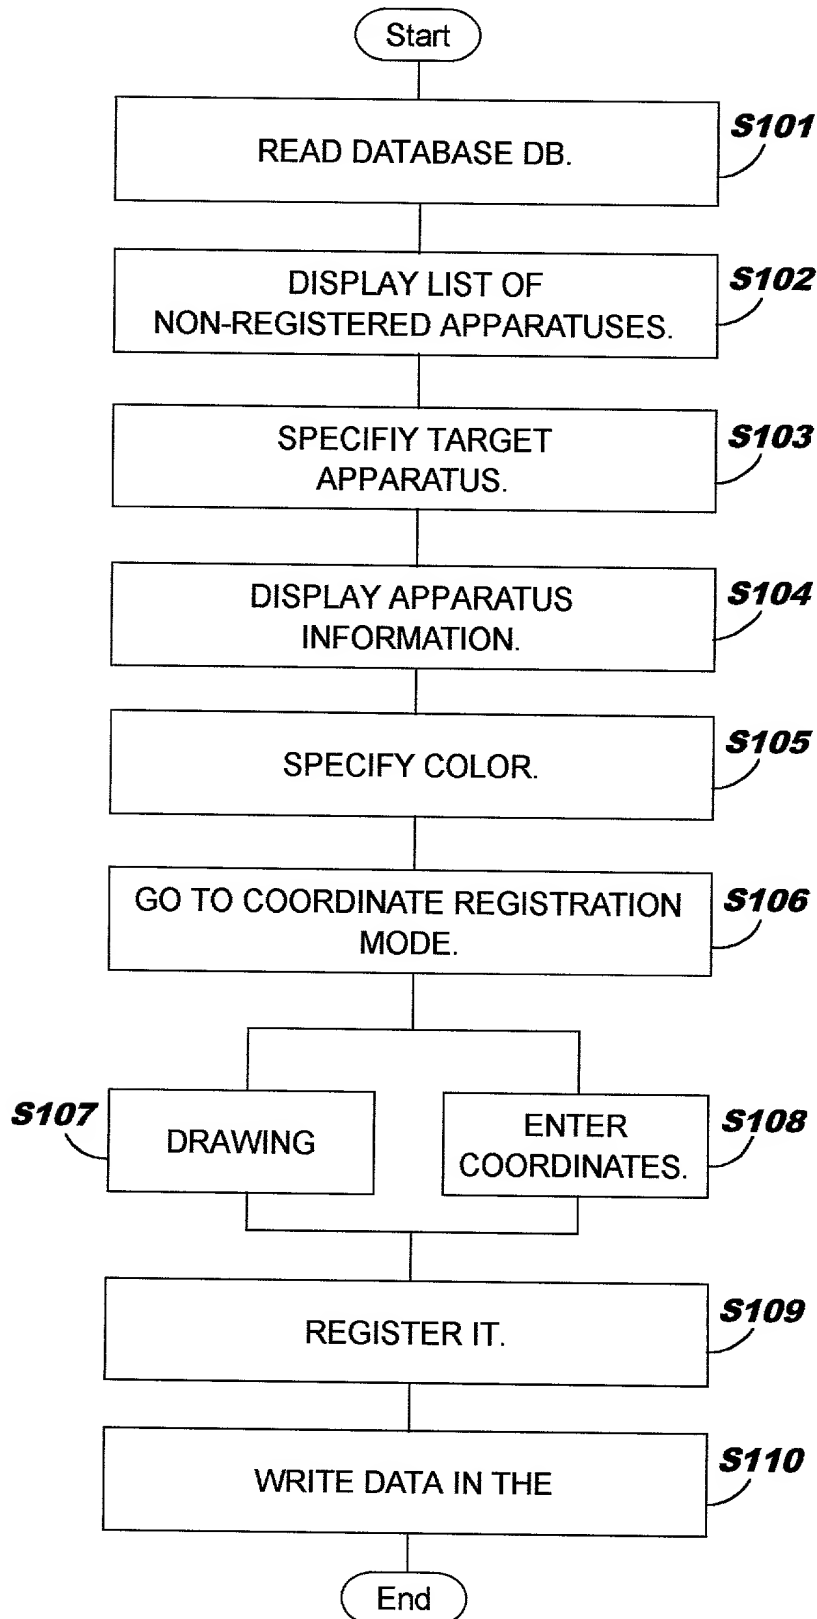 Start
READ DATABASE DB.
S101
DISPLAY LIST OF
NON-REGISTERED APPARATUSES.
S102
SPECIFIY TARGET
APPARATUS.
S103
DISPLAY APPARATUS
INFORMATION.
S104
SPECIFY COLOR.
S105
GO TO COORDINATE REGISTRATION
MODE.
S106
S107
DRAWING
ENTER
COORDINATES.
S108
REGISTER IT.
S109
WRITE DATA IN THE
S110
End